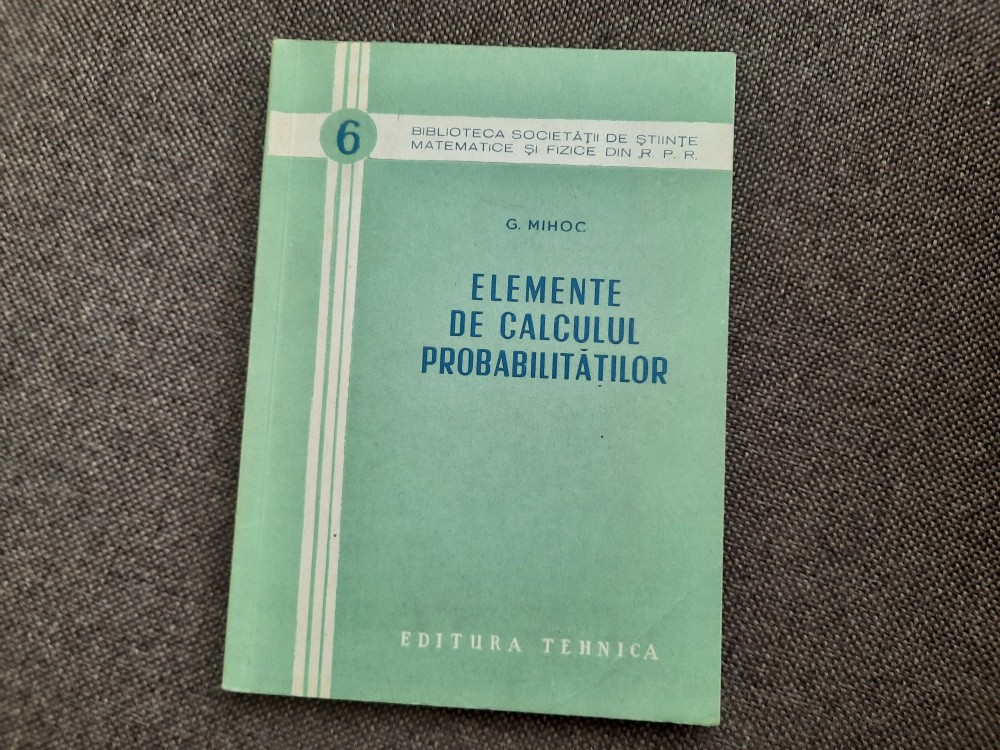 6
BIBLIOTECA SOCIETĂȚII DE ȘTIINȚE
MATEMATICE ȘI FIZICE DIN R. P. R.
G. MIHOC
ELEMENTE
DE CALCULUL
PROBABILITĂȚILOR
EDITURA TEHNICA